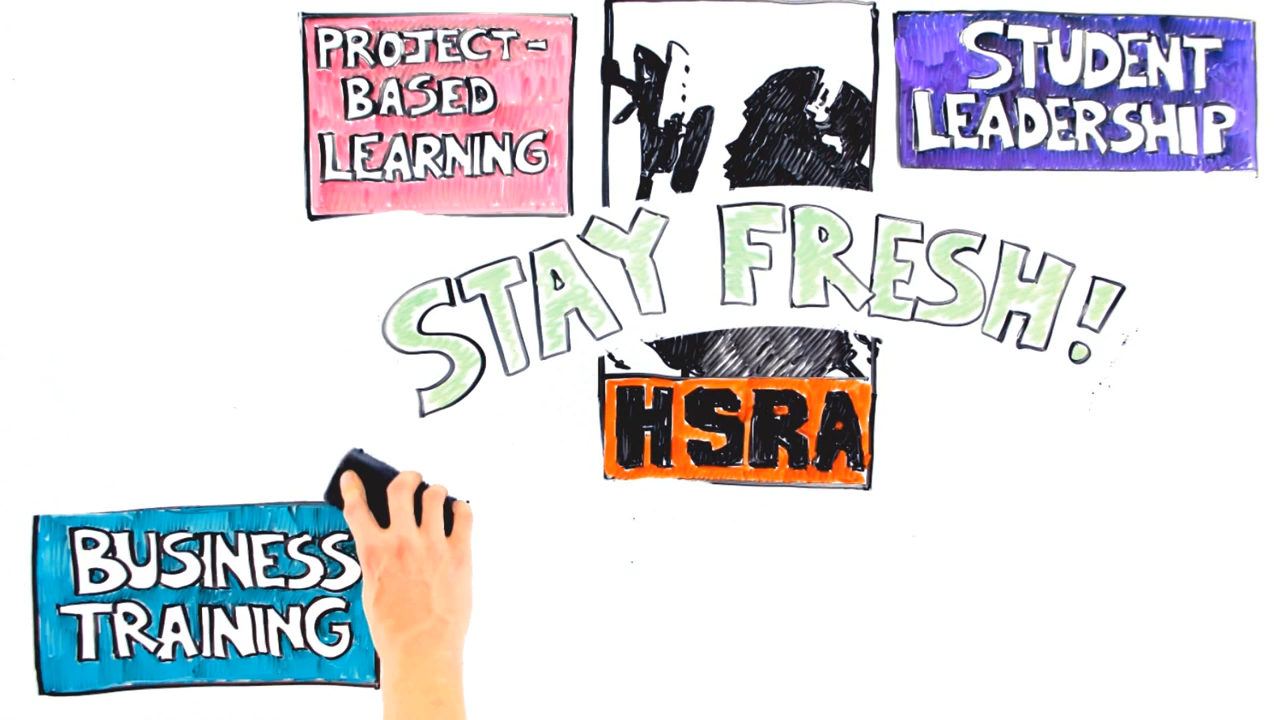 PROJECT-
BASED
LEARNING
STUDENT
LEADERSHIP
STAY FRESH!
HSRA
BUSINESS
TRAINING